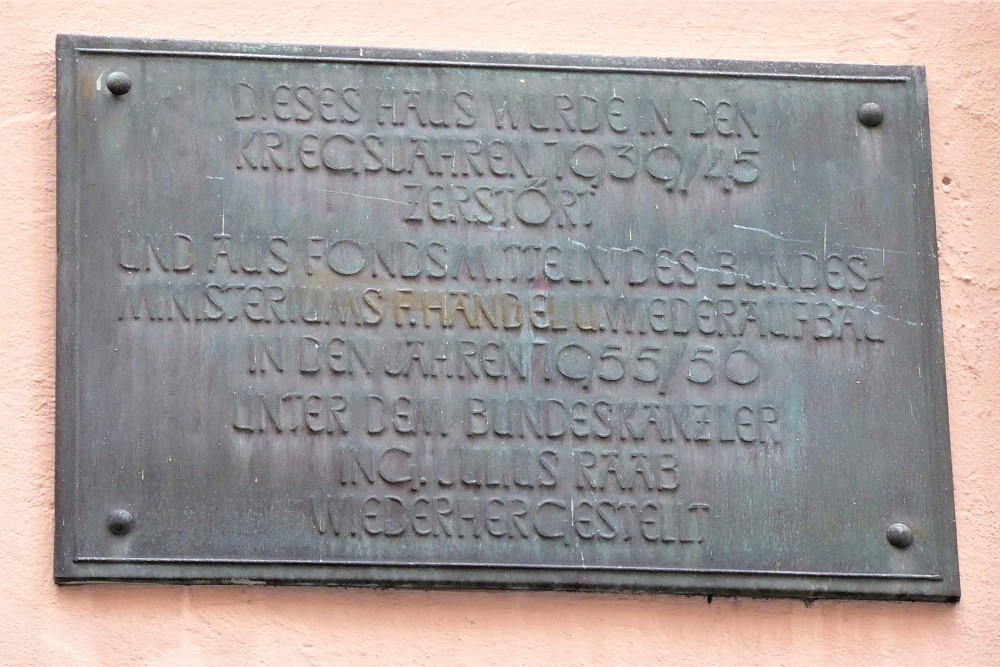 DIESES HAUS WURDE IN DEN
KRIEGSJAHREN 1939/45
ZERSTÖRT
UND AUS FONDSMITTELN DES BUNDES-
MINISTERIUMS F. HANDEL U. WIEDERAUFBAU
IN DEN JAHREN 1955/56
UNTER DEM BUNDESKANZLER
ING. JULIUS RAAB
WIEDERHERGESTELLT